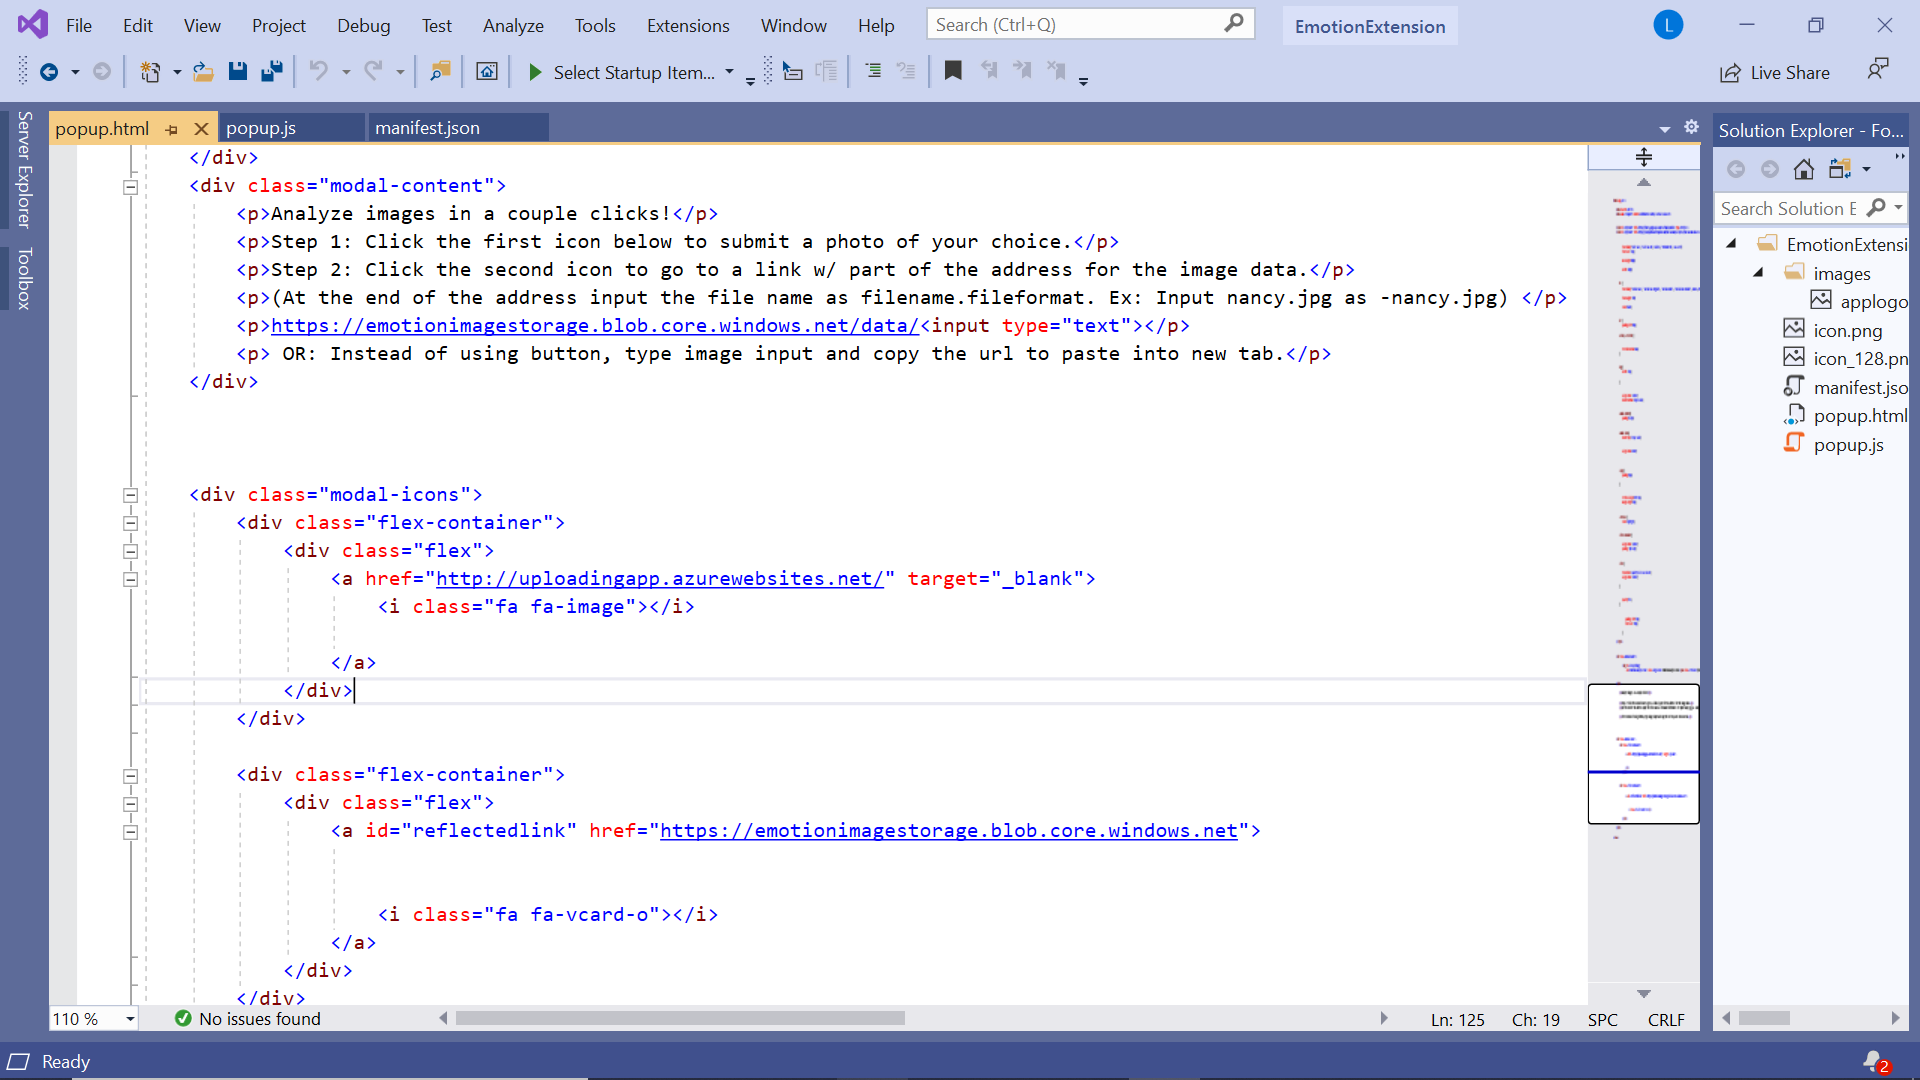 File Edit View Project Debug Test Analyze Tools Extensions Window Help Search (Ctrl+Q) EmotionExtension L
Select Startup Item... Live Share
Server Explorer
Toolbox
popup.html popup.js manifest.json
</div>
<div class="modal-content">
<p>Analyze images in a couple clicks!</p>
<p>Step 1: Click the first icon below to submit a photo of your choice.</p>
<p>Step 2: Click the second icon to go to a link w/ part of the address for the image data.</p>
<p>(At the end of the address input the file name as filename.fileformat. Ex: Input nancy.jpg as -nancy.jpg) </p>
<p>https://emotionimagestorage.blob.core.windows.net/data/<input type="text"></p>
<p> OR: Instead of using button, type image input and copy the url to paste into new tab.</p>
</div>
<div class="modal-icons">
<div class="flex-container">
<div class="flex">
<a href="http://uploadingapp.azurewebsites.net/" target="_blank">
<i class="fa fa-image"></i>
</a>
</div>
</div>
<div class="flex-container">
<div class="flex">
<a id="reflectedlink" href="https://emotionimagestorage.blob.core.windows.net">
<i class="fa fa-vcard-o"></i>
</a>
</div>
</div>
Solution Explorer - Fo...
Search Solution E
EmotionExtensi
images
applogo
icon.png
icon_128.pn
manifest.jso
popup.html
popup.js
110 % No issues found Ln: 125 Ch: 19 SPC CRLF
Ready 2